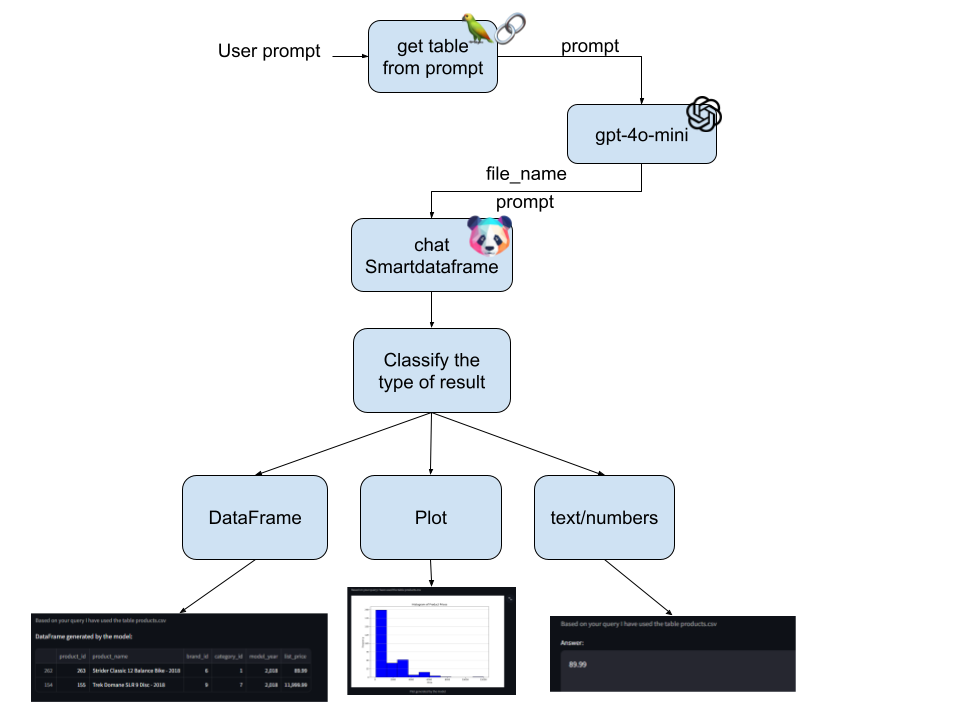 User prompt
get table
from prompt
prompt
gpt-4o-mini
file_name
prompt
chat
Smartdataframe
Classify the
type of result
DataFrame
Plot
text/numbers
Based on your query I have used the table products.csv
DataFrame generated by the model:
product_id product_name brand_id category_id model_year list_price
262 263 Strider Classic 12 Balance Bike - 2018 6 1 2,018 89.99
154 155 Trek Domane SLR 9 Disc - 2018 9 7 2,018 11,999.99
Histogram of Product Prices
Based on your query I have used the table products.csv
Answer:
89.99